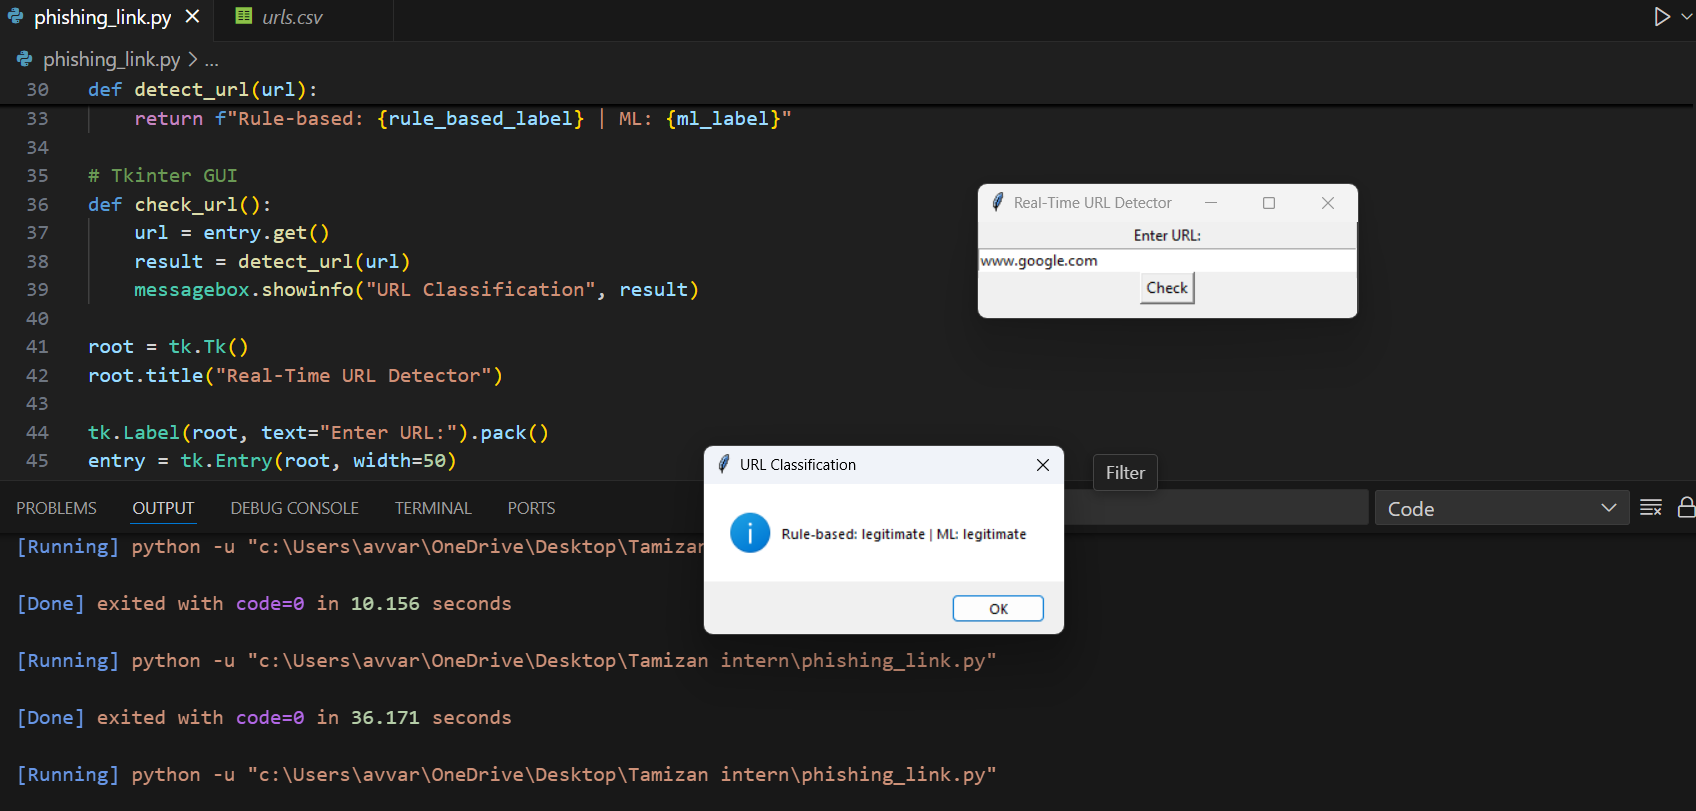 phishing_link.py
urls.csv
phishing_link.py > ...
30 def detect_url(url):
33 return f"Rule-based: {rule_based_label} | ML: {ml_label}"
34
35 # Tkinter GUI
36 def check_url():
37 url = entry.get()
38 result = detect_url(url)
39 messagebox.showinfo("URL Classification", result)
40
41 root = tk.Tk()
42 root.title("Real-Time URL Detector")
43
44 tk.Label(root, text="Enter URL:").pack()
45 entry = tk.Entry(root, width=50)
Real-Time URL Detector
Enter URL:
www.google.com
Check
URL Classification
Rule-based: legitimate | ML: legitimate
OK
Filter
PROBLEMS OUTPUT DEBUG CONSOLE TERMINAL PORTS
Code
[Running] python -u "c:\Users\avvar\OneDrive\Desktop\Tamizan
[Done] exited with code=0 in 10.156 seconds
[Running] python -u "c:\Users\avvar\OneDrive\Desktop\Tamizan intern\phishing_link.py"
[Done] exited with code=0 in 36.171 seconds
[Running] python -u "c:\Users\avvar\OneDrive\Desktop\Tamizan intern\phishing_link.py"